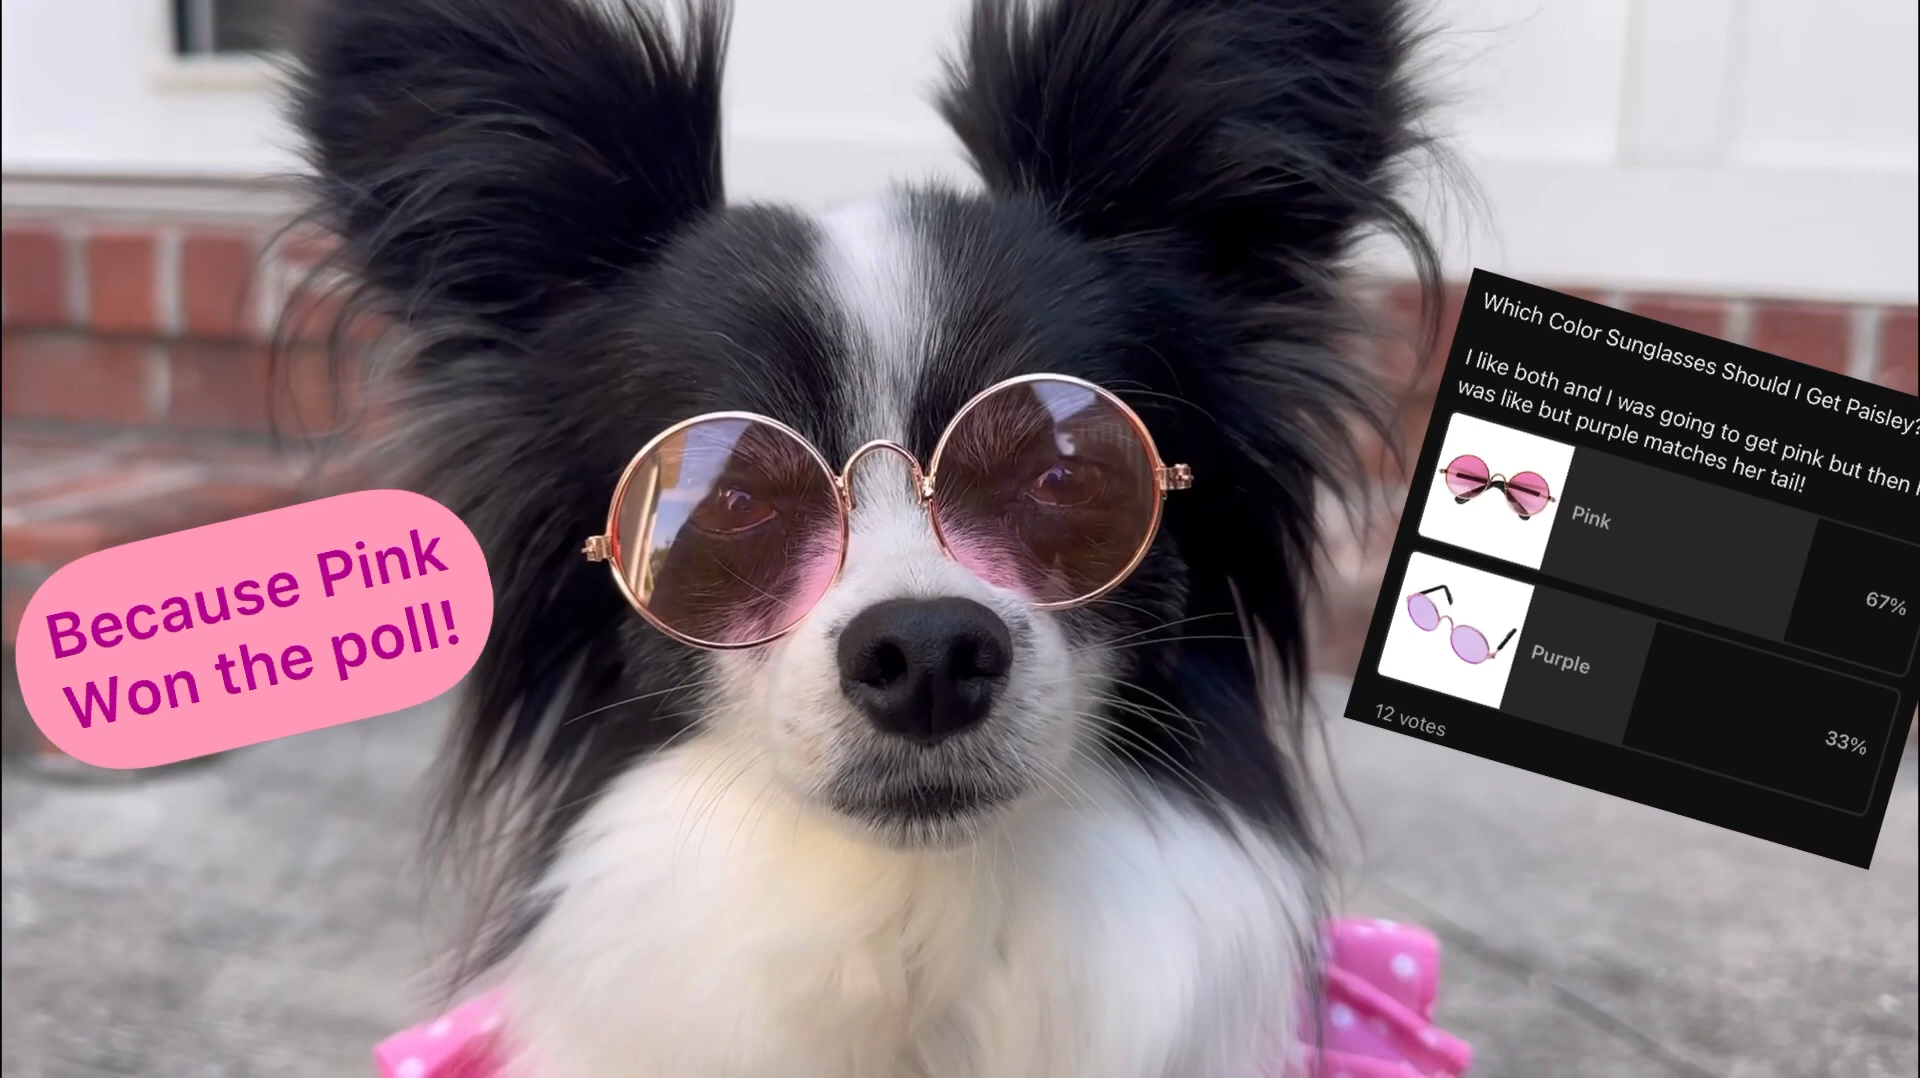 Because Pink
Won the poll!
Which Color Sunglasses Should I Get Paisley?
I like both and I was going to get pink but then I
was like but purple matches her tail!
Pink
67%
Purple
33%
12 votes